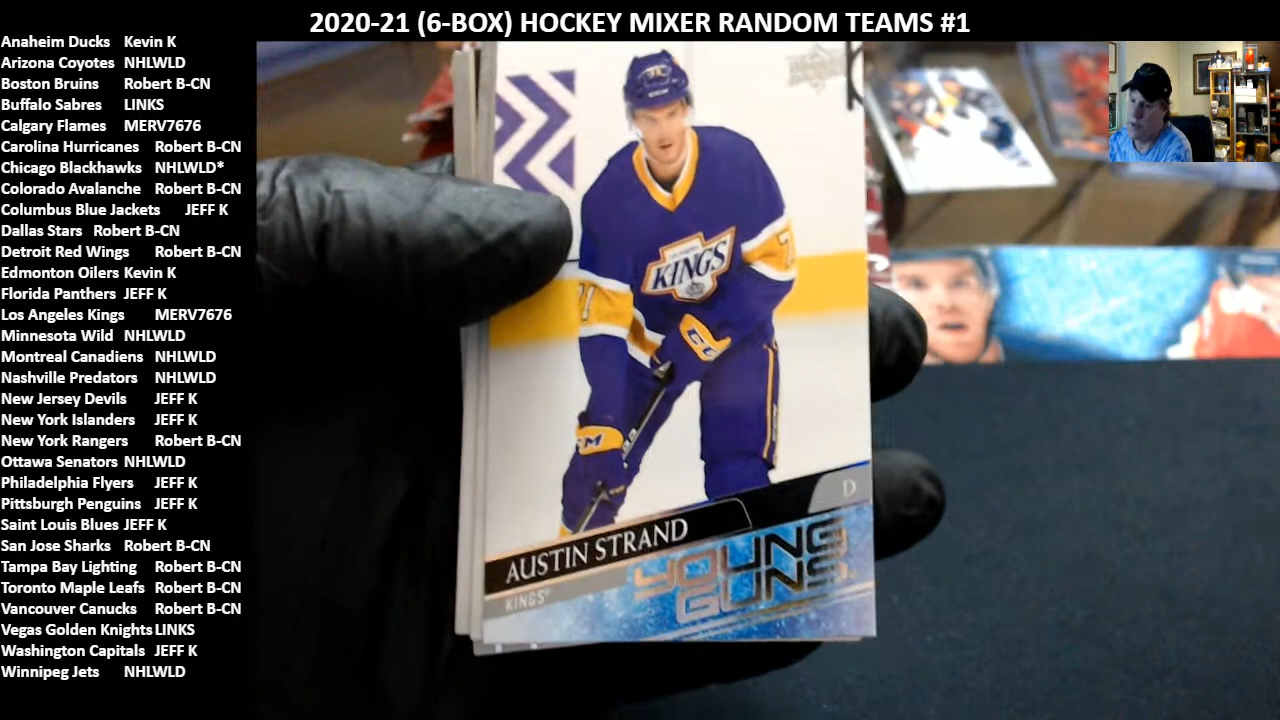 2020-21 (6-BOX) HOCKEY MIXER RANDOM TEAMS #1
Anaheim Ducks Kevin K
Arizona Coyotes NHLWLD
Boston Bruins Robert B-CN
Buffalo Sabres LINKS
Calgary Flames MERV7676
Carolina Hurricanes Robert B-CN
Chicago Blackhawks NHLWLD*
Colorado Avalanche Robert B-CN
Columbus Blue Jackets JEFF K
Dallas Stars Robert B-CN
Detroit Red Wings Robert B-CN
Edmonton Oilers Kevin K
Florida Panthers JEFF K
Los Angeles Kings MERV7676
Minnesota Wild NHLWLD
Montreal Canadiens NHLWLD
Nashville Predators NHLWLD
New Jersey Devils JEFF K
New York Islanders JEFF K
New York Rangers Robert B-CN
Ottawa Senators NHLWLD
Philadelphia Flyers JEFF K
Pittsburgh Penguins JEFF K
Saint Louis Blues JEFF K
San Jose Sharks Robert B-CN
Tampa Bay Lighting Robert B-CN
Toronto Maple Leafs Robert B-CN
Vancouver Canucks Robert B-CN
Vegas Golden Knights LINKS
Washington Capitals JEFF K
Winnipeg Jets NHLWLD
KINGS
D
AUSTIN STRAND
KINGS
YOUNG
GUNS